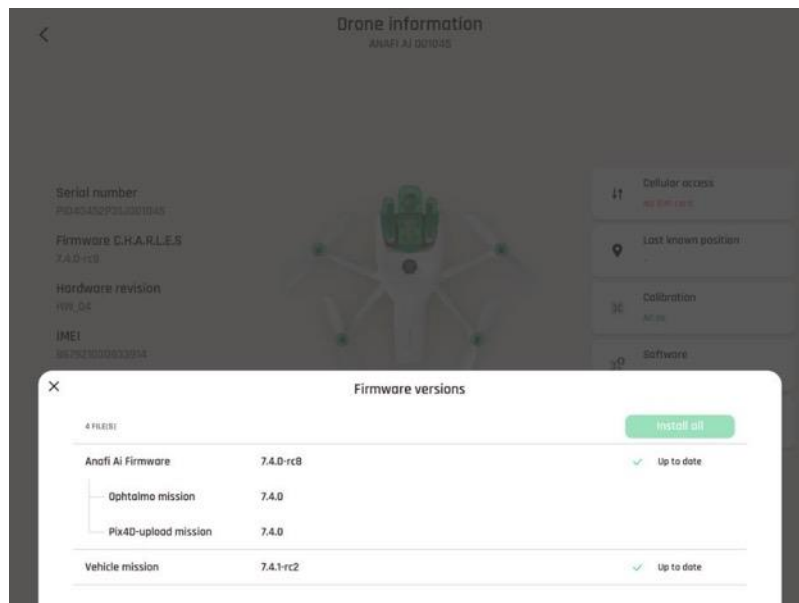 Drone information
ANAFI Ai 001045
Serial number
Firmware C.H.A.R.L.E.S
7.4.0-rc8
Hardware revision
HW_04
IMEI
Cellular access
No SIM card
Last known position
-
Calibration
Software
Firmware versions
4 FILE(S)
Install all
Anafi Ai Firmware 7.4.0-rc8 Up to date
Ophtalmo mission 7.4.0
Pix4D-upload mission 7.4.0
Vehicle mission 7.4.1-rc2 Up to date